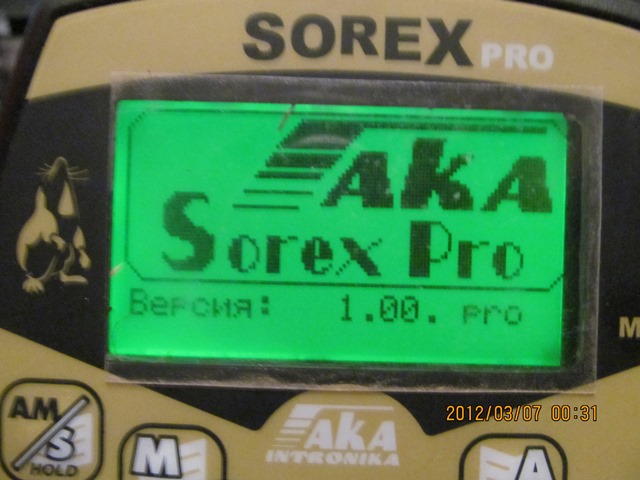 SOREX PRO
AKA
Sorex Pro
Версия: 1.00. pro
M
2012/03/07 00:31
AM
S
HOLD
M
AKA
INTRONIKA
A